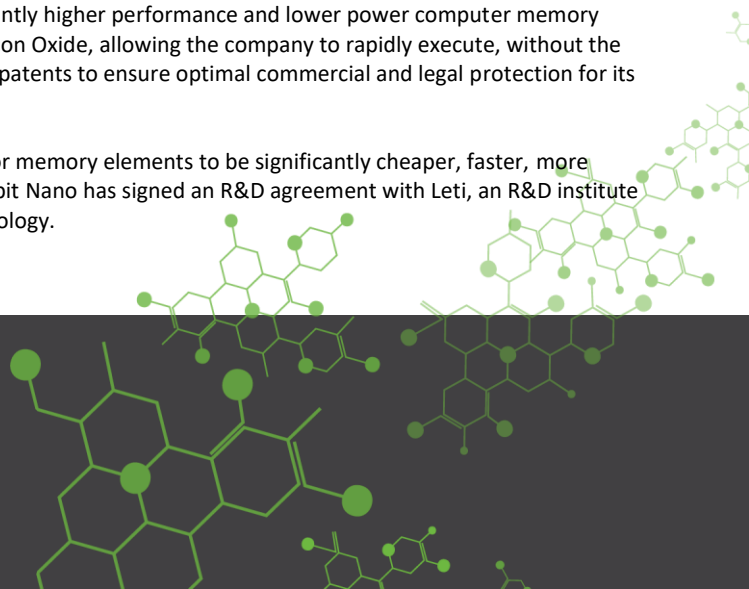 ntly higher performance and lower power computer memory
on Oxide, allowing the company to rapidly execute, without the
patents to ensure optimal commercial and legal protection for its
or memory elements to be significantly cheaper, faster, more
bit Nano has signed an R&D agreement with Leti, an R&D institute
ology.